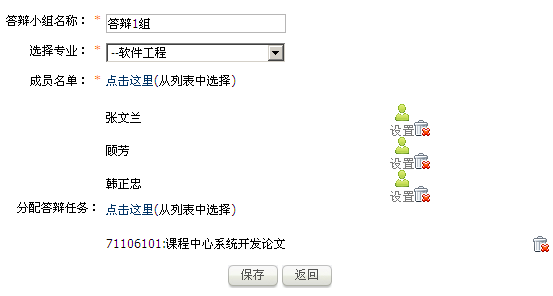 答辩小组名称： * 答辩1组
选择专业： * --软件工程
成员名单： * 点击这里(从列表中选择)
张文兰 设置
顾芳 设置
韩正忠 设置
分配答辩任务： 点击这里(从列表中选择)
71106101:课程中心系统开发论文
保存 返回